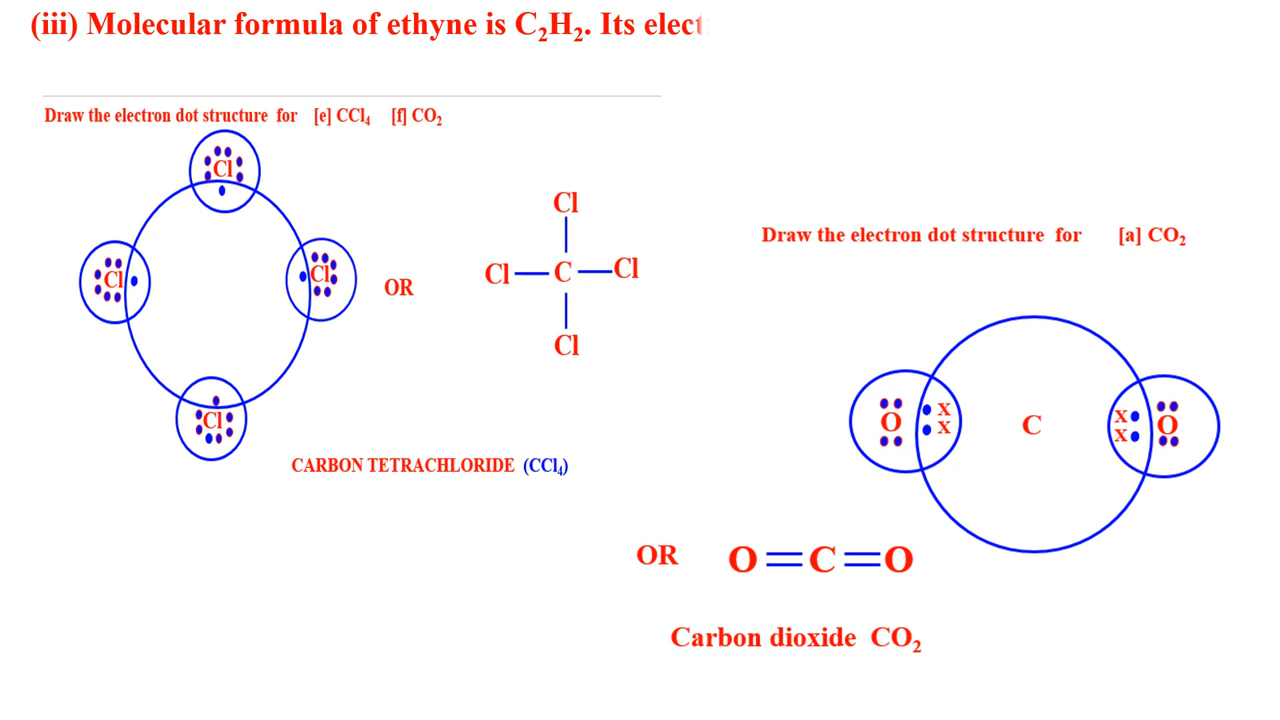 (iii) Molecular formula of ethyne is C₂H₂. Its elect
Draw the electron dot structure for [e] CCl₄ [f] CO₂
Cl
Cl
Cl
Cl
OR
Cl
Cl C Cl
Cl
CARBON TETRACHLORIDE (CCl₄)
Draw the electron dot structure for [a] CO₂
O x x C x x O
OR O=C=O
Carbon dioxide CO₂